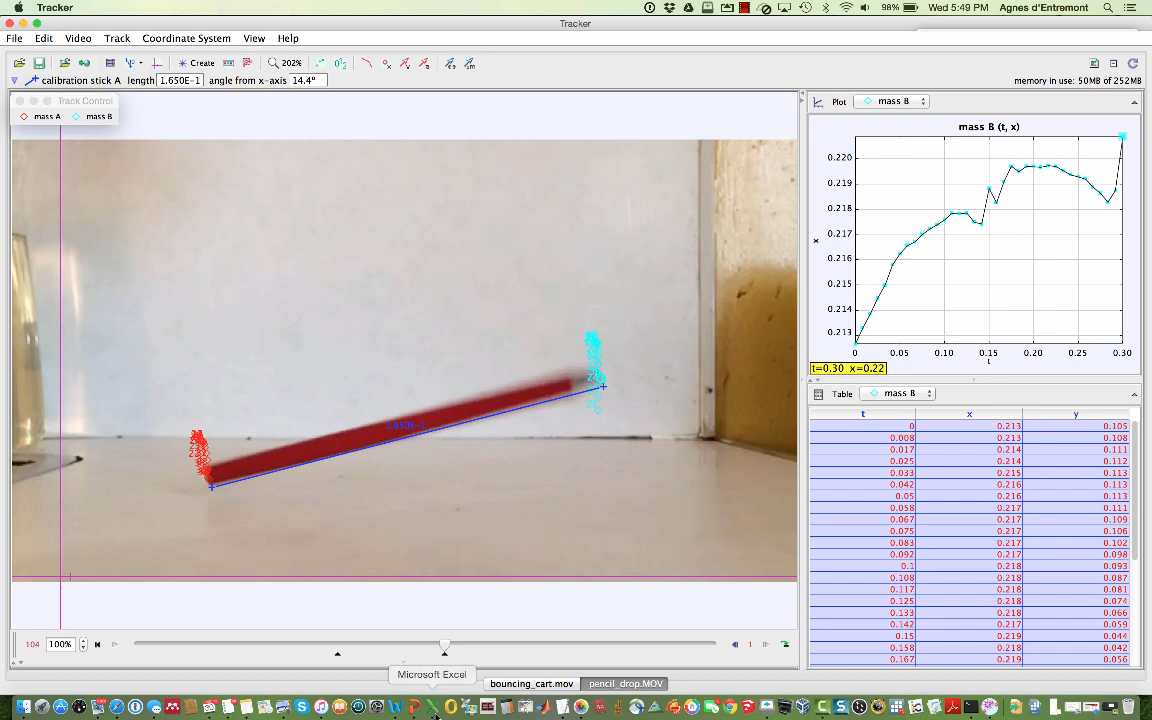 Tracker 98% Wed 5:49 PM Agnes d'Entremont
Tracker
File Edit Video Track Coordinate System View Help
Create 202%
calibration stick A length 1.650E-1 angle from x-axis 14.4° memory in use: 50MB of 252MB
Track Control
mass A mass B
1.650E-1
104 100% 1
Microsoft Excel
bouncing_cart.mov pencil_drop.MOV
Plot mass B
mass B (t, x)
0.220
0.219
0.218
0.217
x
0.216
0.215
0.214
0.213
0 0.05 0.10 0.15 0.20 0.25 0.30
t
t=0.30 x=0.22
Table mass B
t x y
0 0.213 0.105
0.008 0.213 0.108
0.017 0.214 0.111
0.025 0.214 0.112
0.033 0.215 0.113
0.042 0.216 0.113
0.05 0.216 0.113
0.058 0.217 0.111
0.067 0.217 0.109
0.075 0.217 0.106
0.083 0.217 0.102
0.092 0.217 0.098
0.1 0.218 0.093
0.108 0.218 0.087
0.117 0.218 0.081
0.125 0.218 0.074
0.133 0.218 0.066
0.142 0.217 0.059
0.15 0.219 0.044
0.158 0.218 0.042
0.167 0.219 0.056